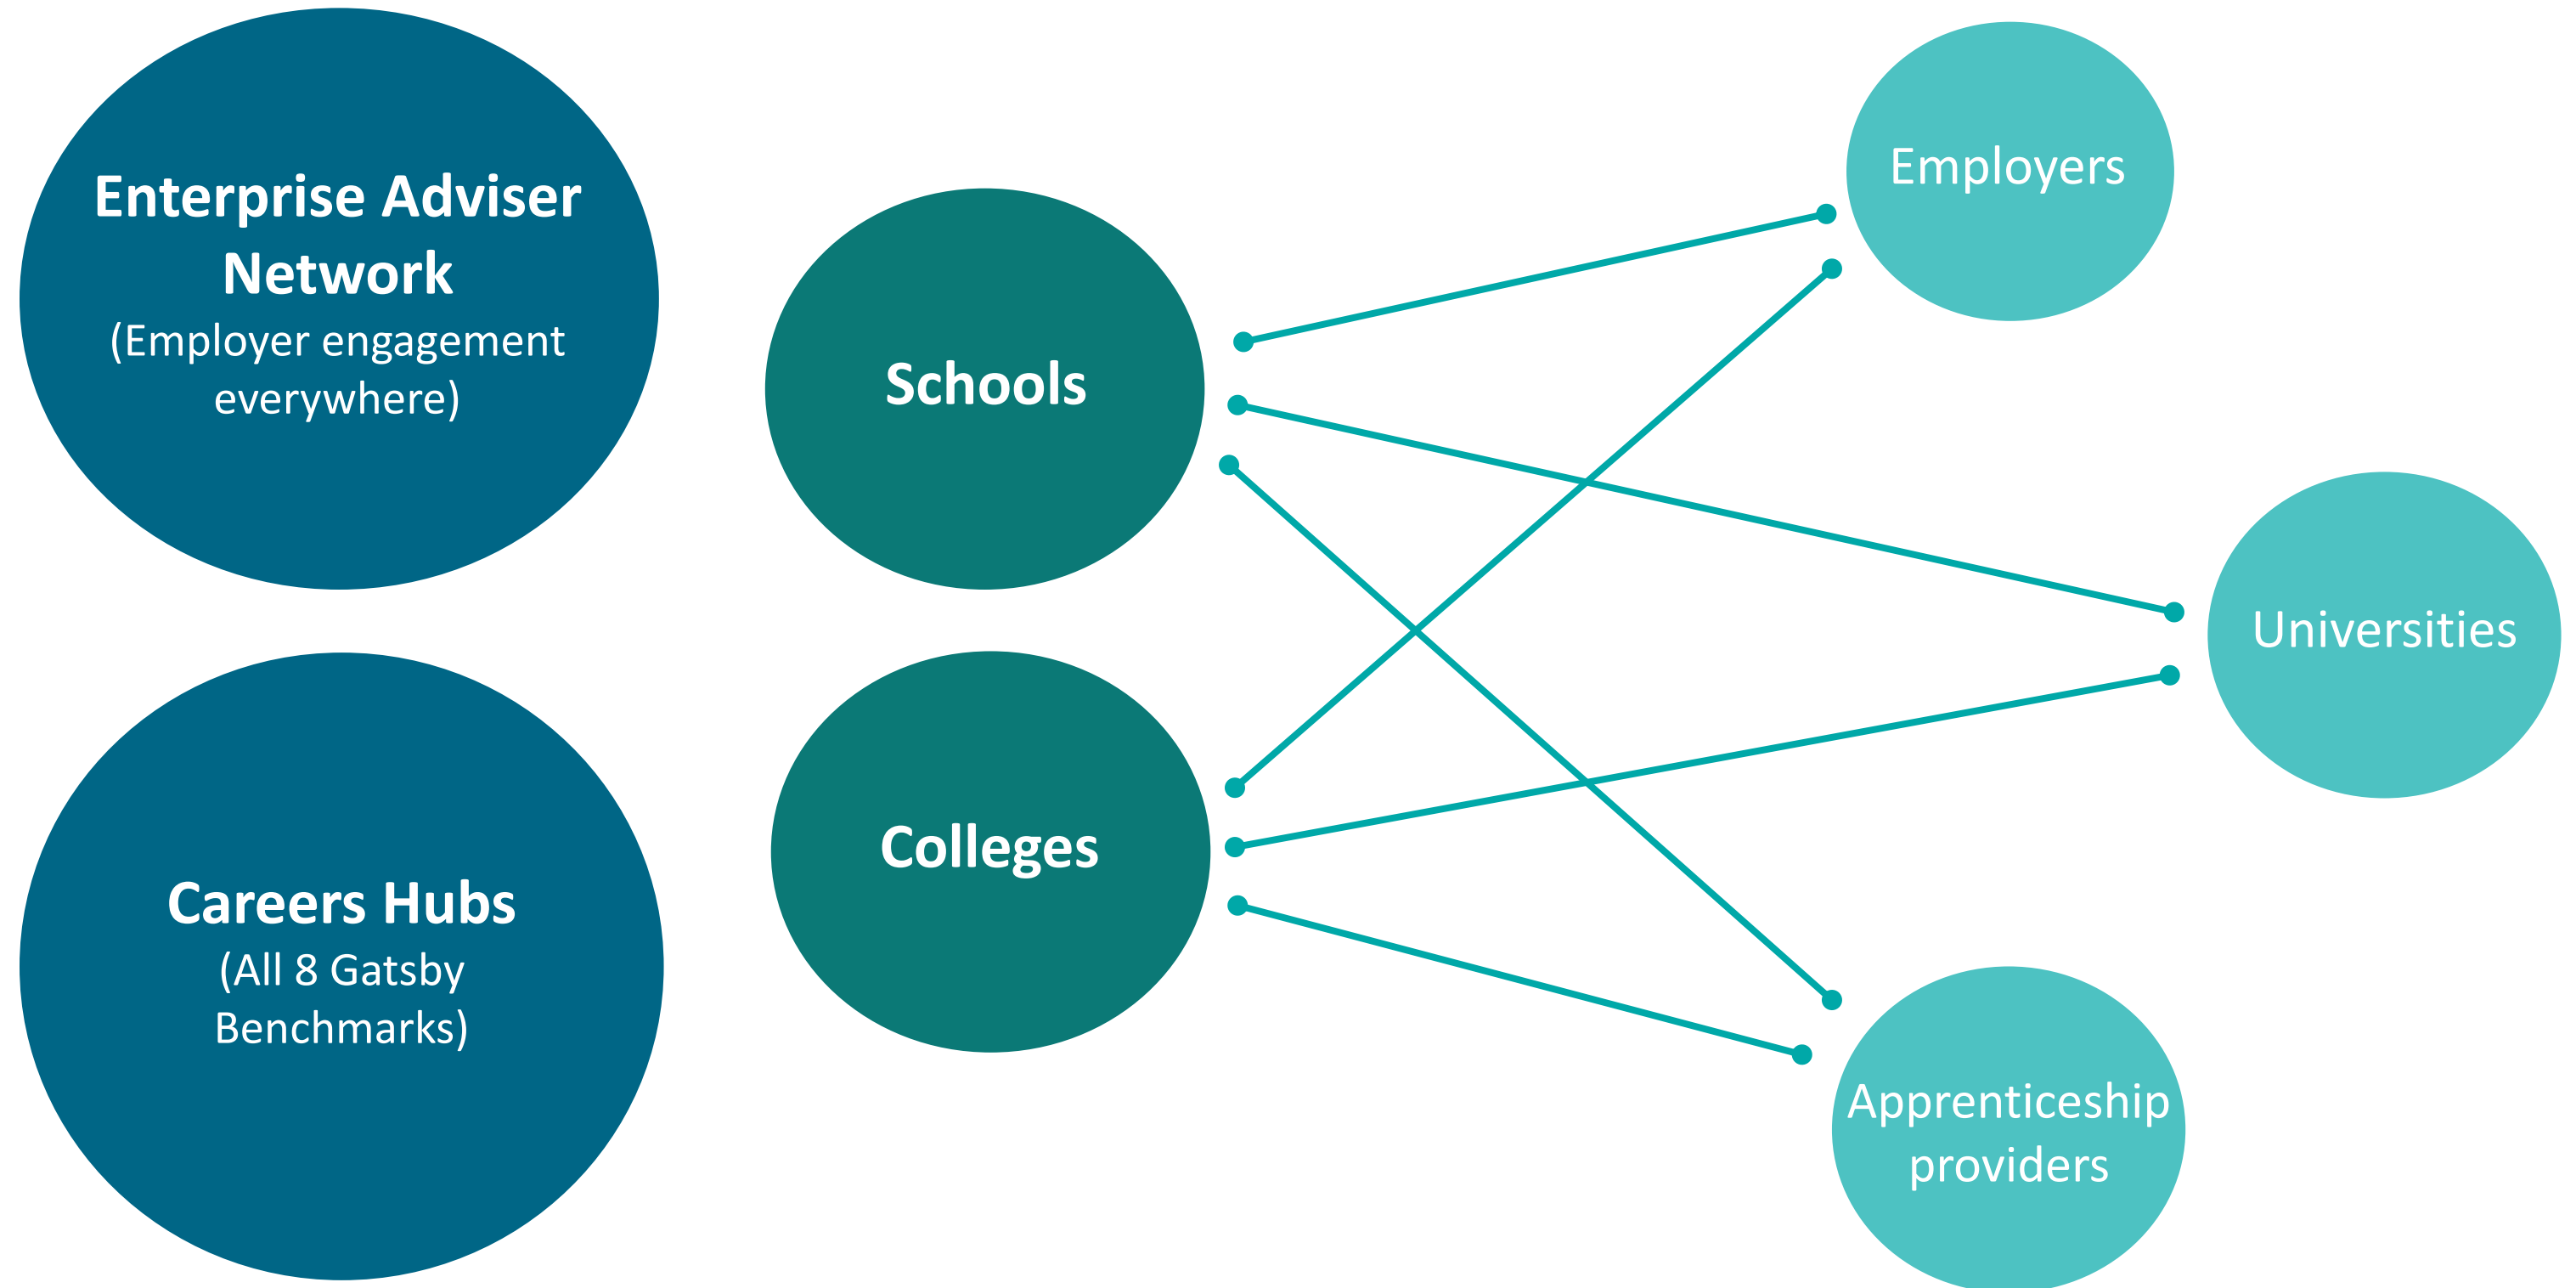 Enterprise Adviser
Network
(Employer engagement
everywhere)
Careers Hubs
(All 8 Gatsby
Benchmarks)
Schools
Colleges
Employers
Universities
Apprenticeship
providers